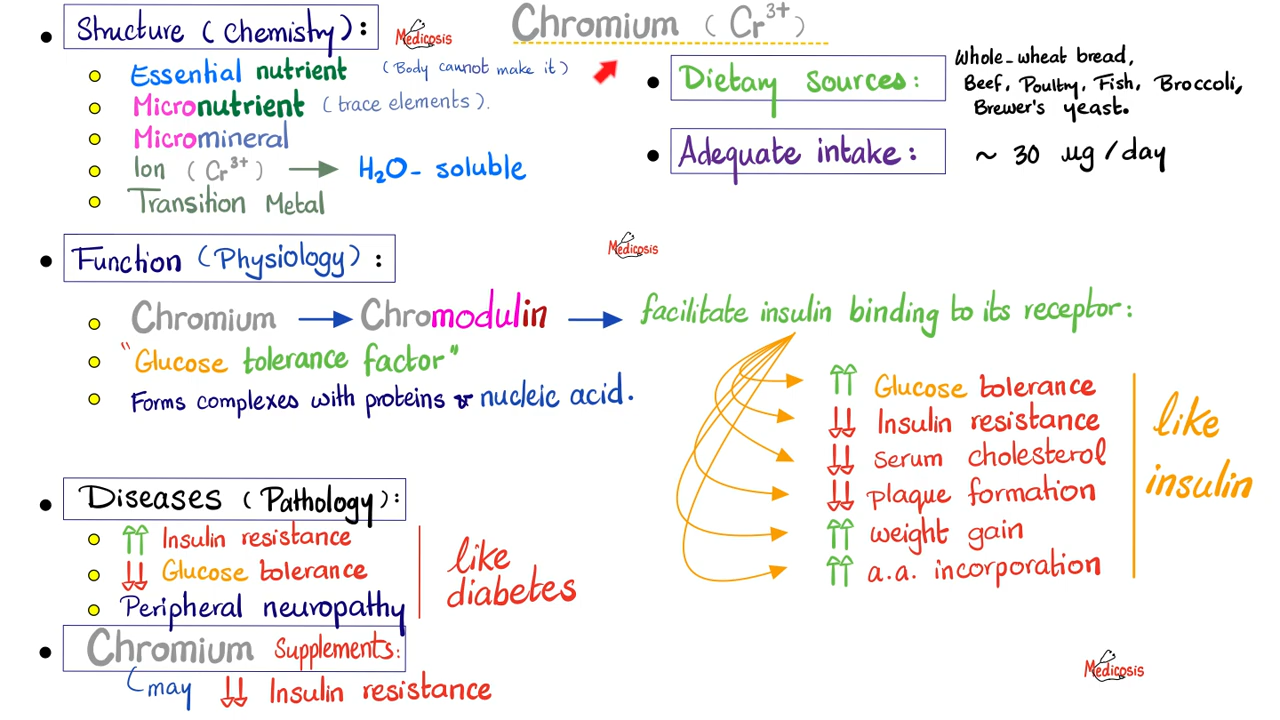 Chromium (Cr³⁺)
• Structure (Chemistry):
Medicosis
Essential nutrient (Body cannot make it)
Micronutrient (trace elements).
Micromineral
Ion (Cr³⁺) → H₂O- soluble
Transition Metal
• Dietary sources:
Whole-wheat bread,
Beef, Poultry, Fish, Broccoli,
Brewer's yeast.
• Adequate intake: ~ 30 µg/day
• Function (Physiology):
Medicosis
Chromium → Chromodulin → facilitate insulin binding to its receptor:
"Glucose tolerance factor"
Forms complexes with proteins & nucleic acid.
↑↑ Glucose tolerance
↓↓ Insulin resistance
↓↓ serum cholesterol
↓↓ plaque formation
↑↑ weight gain
↑↑ a.a. incorporation
like
insulin
• Diseases (Pathology):
↑↑ Insulin resistance
↓↓ Glucose tolerance
Peripheral neuropathy
like
diabetes
• Chromium Supplements:
(may ↓↓ Insulin resistance
Medicosis